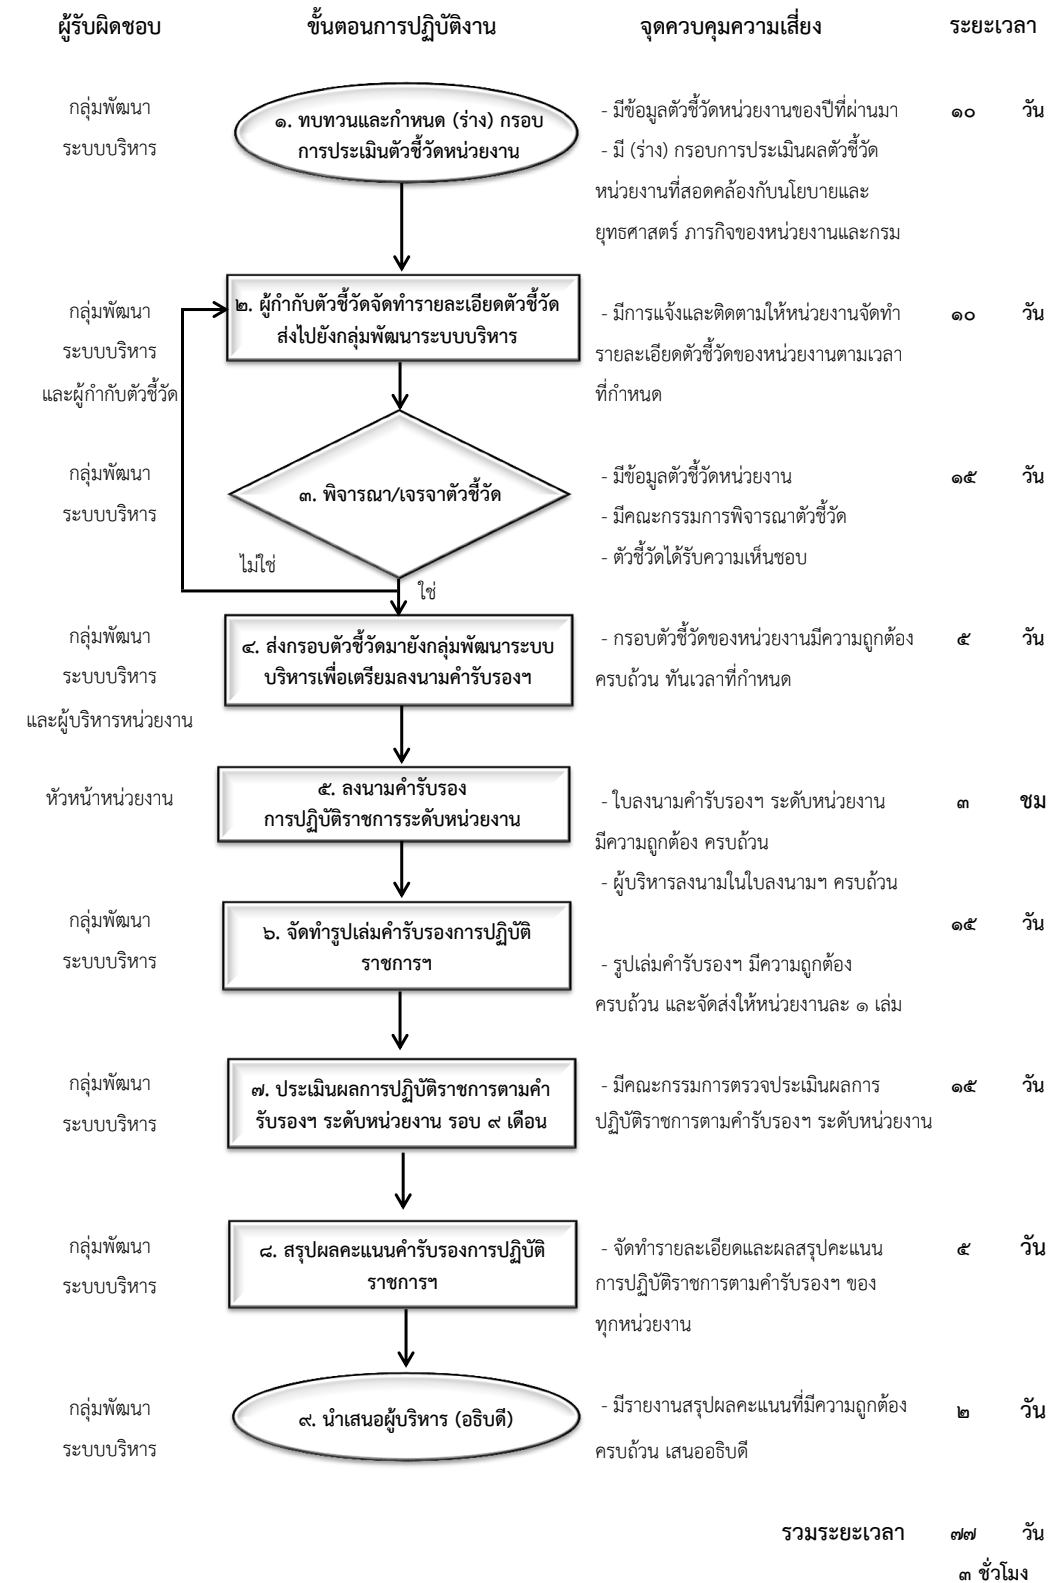 ผู้รับผิดชอบ ขั้นตอนการปฏิบัติงาน จุดควบคุมความเสี่ยง ระยะเวลา
กลุ่มพัฒนา
ระบบบริหาร
๑. ทบทวนและกำหนด (ร่าง) กรอบ
การประเมินตัวชี้วัดหน่วยงาน
- มีข้อมูลตัวชี้วัดหน่วยงานของปีที่ผ่านมา
- มี (ร่าง) กรอบการประเมินผลตัวชี้วัด
หน่วยงานที่สอดคล้องกับนโยบายและ
ยุทธศาสตร์ ภารกิจของหน่วยงานและกรม
๑๐ วัน
กลุ่มพัฒนา
ระบบบริหาร
และผู้กำกับตัวชี้วัด
๒. ผู้กำกับตัวชี้วัดจัดทำรายละเอียดตัวชี้วัด
ส่งไปยังกลุ่มพัฒนาระบบบริหาร
- มีการแจ้งและติดตามให้หน่วยงานจัดทำ
รายละเอียดตัวชี้วัดของหน่วยงานตามเวลา
ที่กำหนด
๑๐ วัน
กลุ่มพัฒนา
ระบบบริหาร
๓. พิจารณา/เจรจาตัวชี้วัด
- มีข้อมูลตัวชี้วัดหน่วยงาน
- มีคณะกรรมการพิจารณาตัวชี้วัด
- ตัวชี้วัดได้รับความเห็นชอบ
๑๕ วัน
ไม่ใช่
ใช่
กลุ่มพัฒนา
ระบบบริหาร
และผู้บริหารหน่วยงาน
๔. ส่งกรอบตัวชี้วัดมายังกลุ่มพัฒนาระบบ
บริหารเพื่อเตรียมลงนามคำรับรองฯ
- กรอบตัวชี้วัดของหน่วยงานมีความถูกต้อง
ครบถ้วน ทันเวลาที่กำหนด
๕ วัน
หัวหน้าหน่วยงาน
๕. ลงนามคำรับรอง
การปฏิบัติราชการระดับหน่วยงาน
- ใบลงนามคำรับรองฯ ระดับหน่วยงาน
มีความถูกต้อง ครบถ้วน
- ผู้บริหารลงนามในใบลงนามฯ ครบถ้วน
๓ ชม
กลุ่มพัฒนา
ระบบบริหาร
๖. จัดทำรูปเล่มคำรับรองการปฏิบัติ
ราชการฯ
- รูปเล่มคำรับรองฯ มีความถูกต้อง
ครบถ้วน และจัดส่งให้หน่วยงานละ ๑ เล่ม
๑๕ วัน
กลุ่มพัฒนา
ระบบบริหาร
๗. ประเมินผลการปฏิบัติราชการตามคำ
รับรองฯ ระดับหน่วยงาน รอบ ๙ เดือน
- มีคณะกรรมการตรวจประเมินผลการ
ปฏิบัติราชการตามคำรับรองฯ ระดับหน่วยงาน
๑๕ วัน
กลุ่มพัฒนา
ระบบบริหาร
๘. สรุปผลคะแนนคำรับรองการปฏิบัติ
ราชการฯ
- จัดทำรายละเอียดและผลสรุปคะแนน
การปฏิบัติราชการตามคำรับรองฯ ของ
ทุกหน่วยงาน
๕ วัน
กลุ่มพัฒนา
ระบบบริหาร
๙. นำเสนอผู้บริหาร (อธิบดี)
- มีรายงานสรุปผลคะแนนที่มีความถูกต้อง
ครบถ้วน เสนออธิบดี
๒ วัน
รวมระยะเวลา ๗๗ วัน
๓ ชั่วโมง